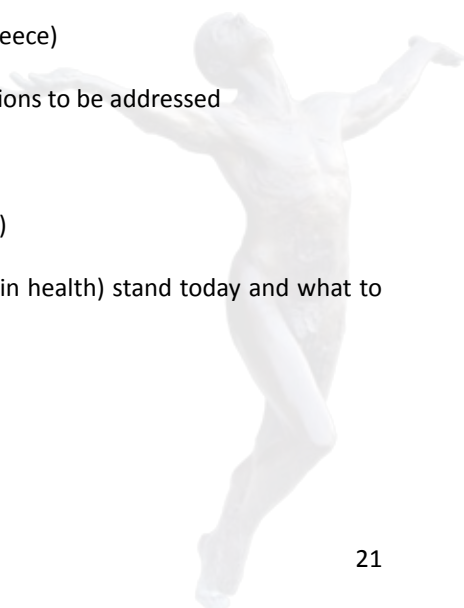 eece)
ions to be addressed
)
in health) stand today and what to
21